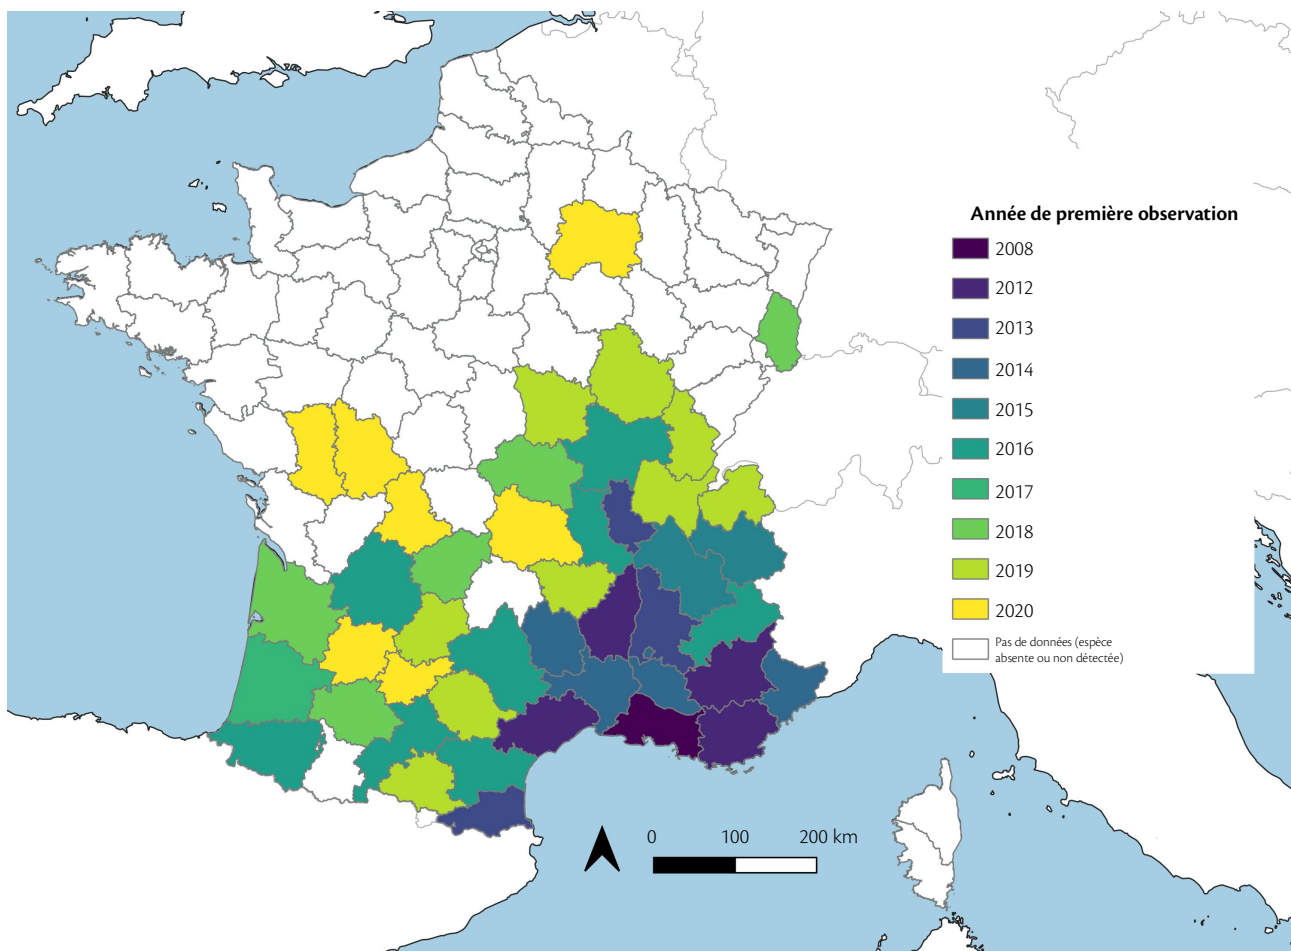 Année de première observation
2008
2012
2013
2014
2015
2016
2017
2018
2019
2020
Pas de données (espèce
absente ou non détectée)
0 100 200 km